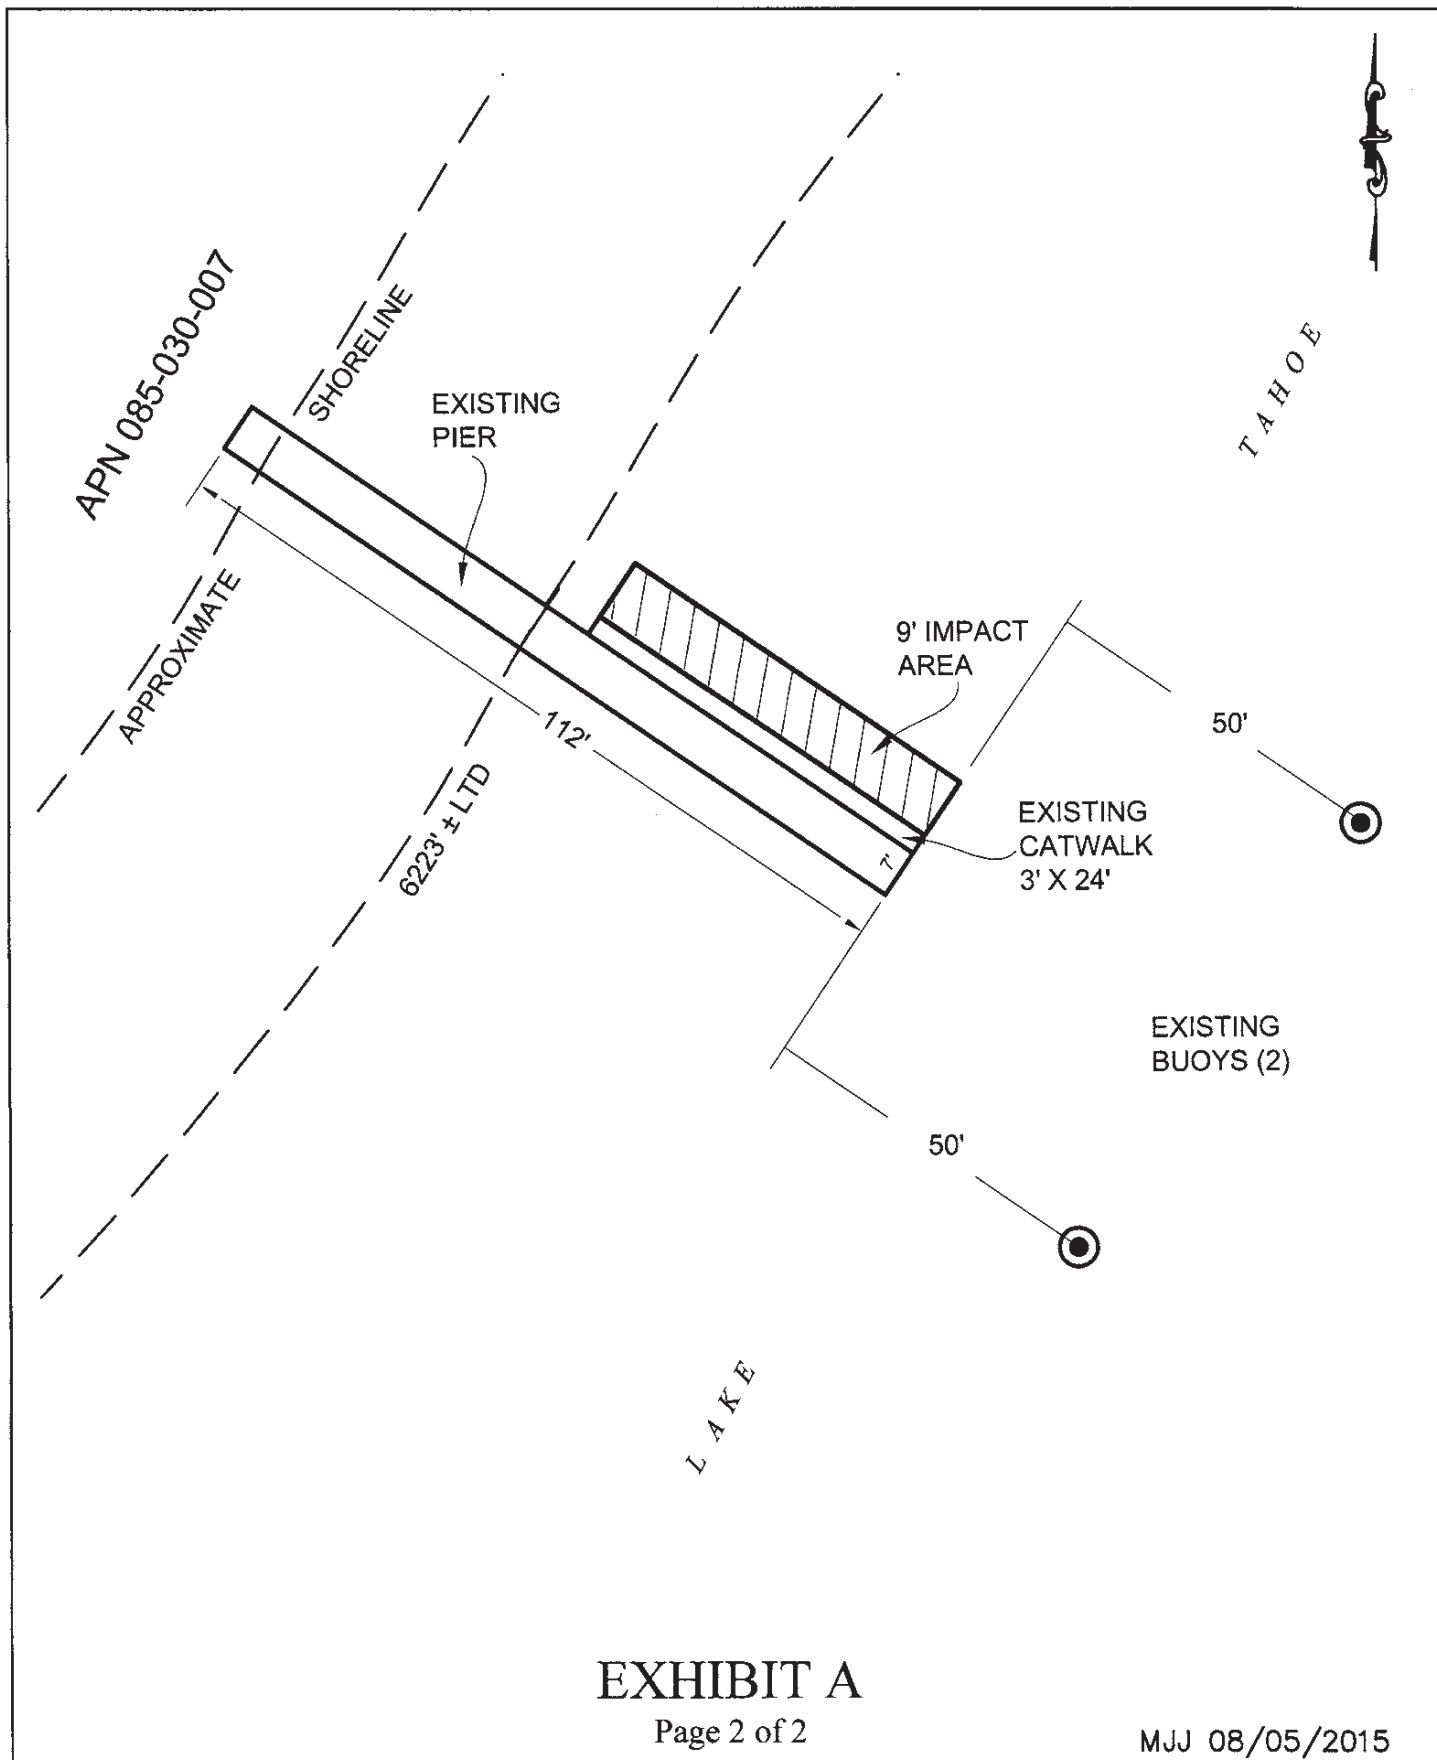 APN 085-030-007
SHORELINE
EXISTING
PIER
TAHOE
APPROXIMATE
9' IMPACT
AREA
50'
112'
6223' ± LTD
EXISTING
CATWALK
3' X 24'
7'
EXISTING
BUOYS (2)
50'
LAKE
EXHIBIT A
Page 2 of 2
MJJ 08/05/2015